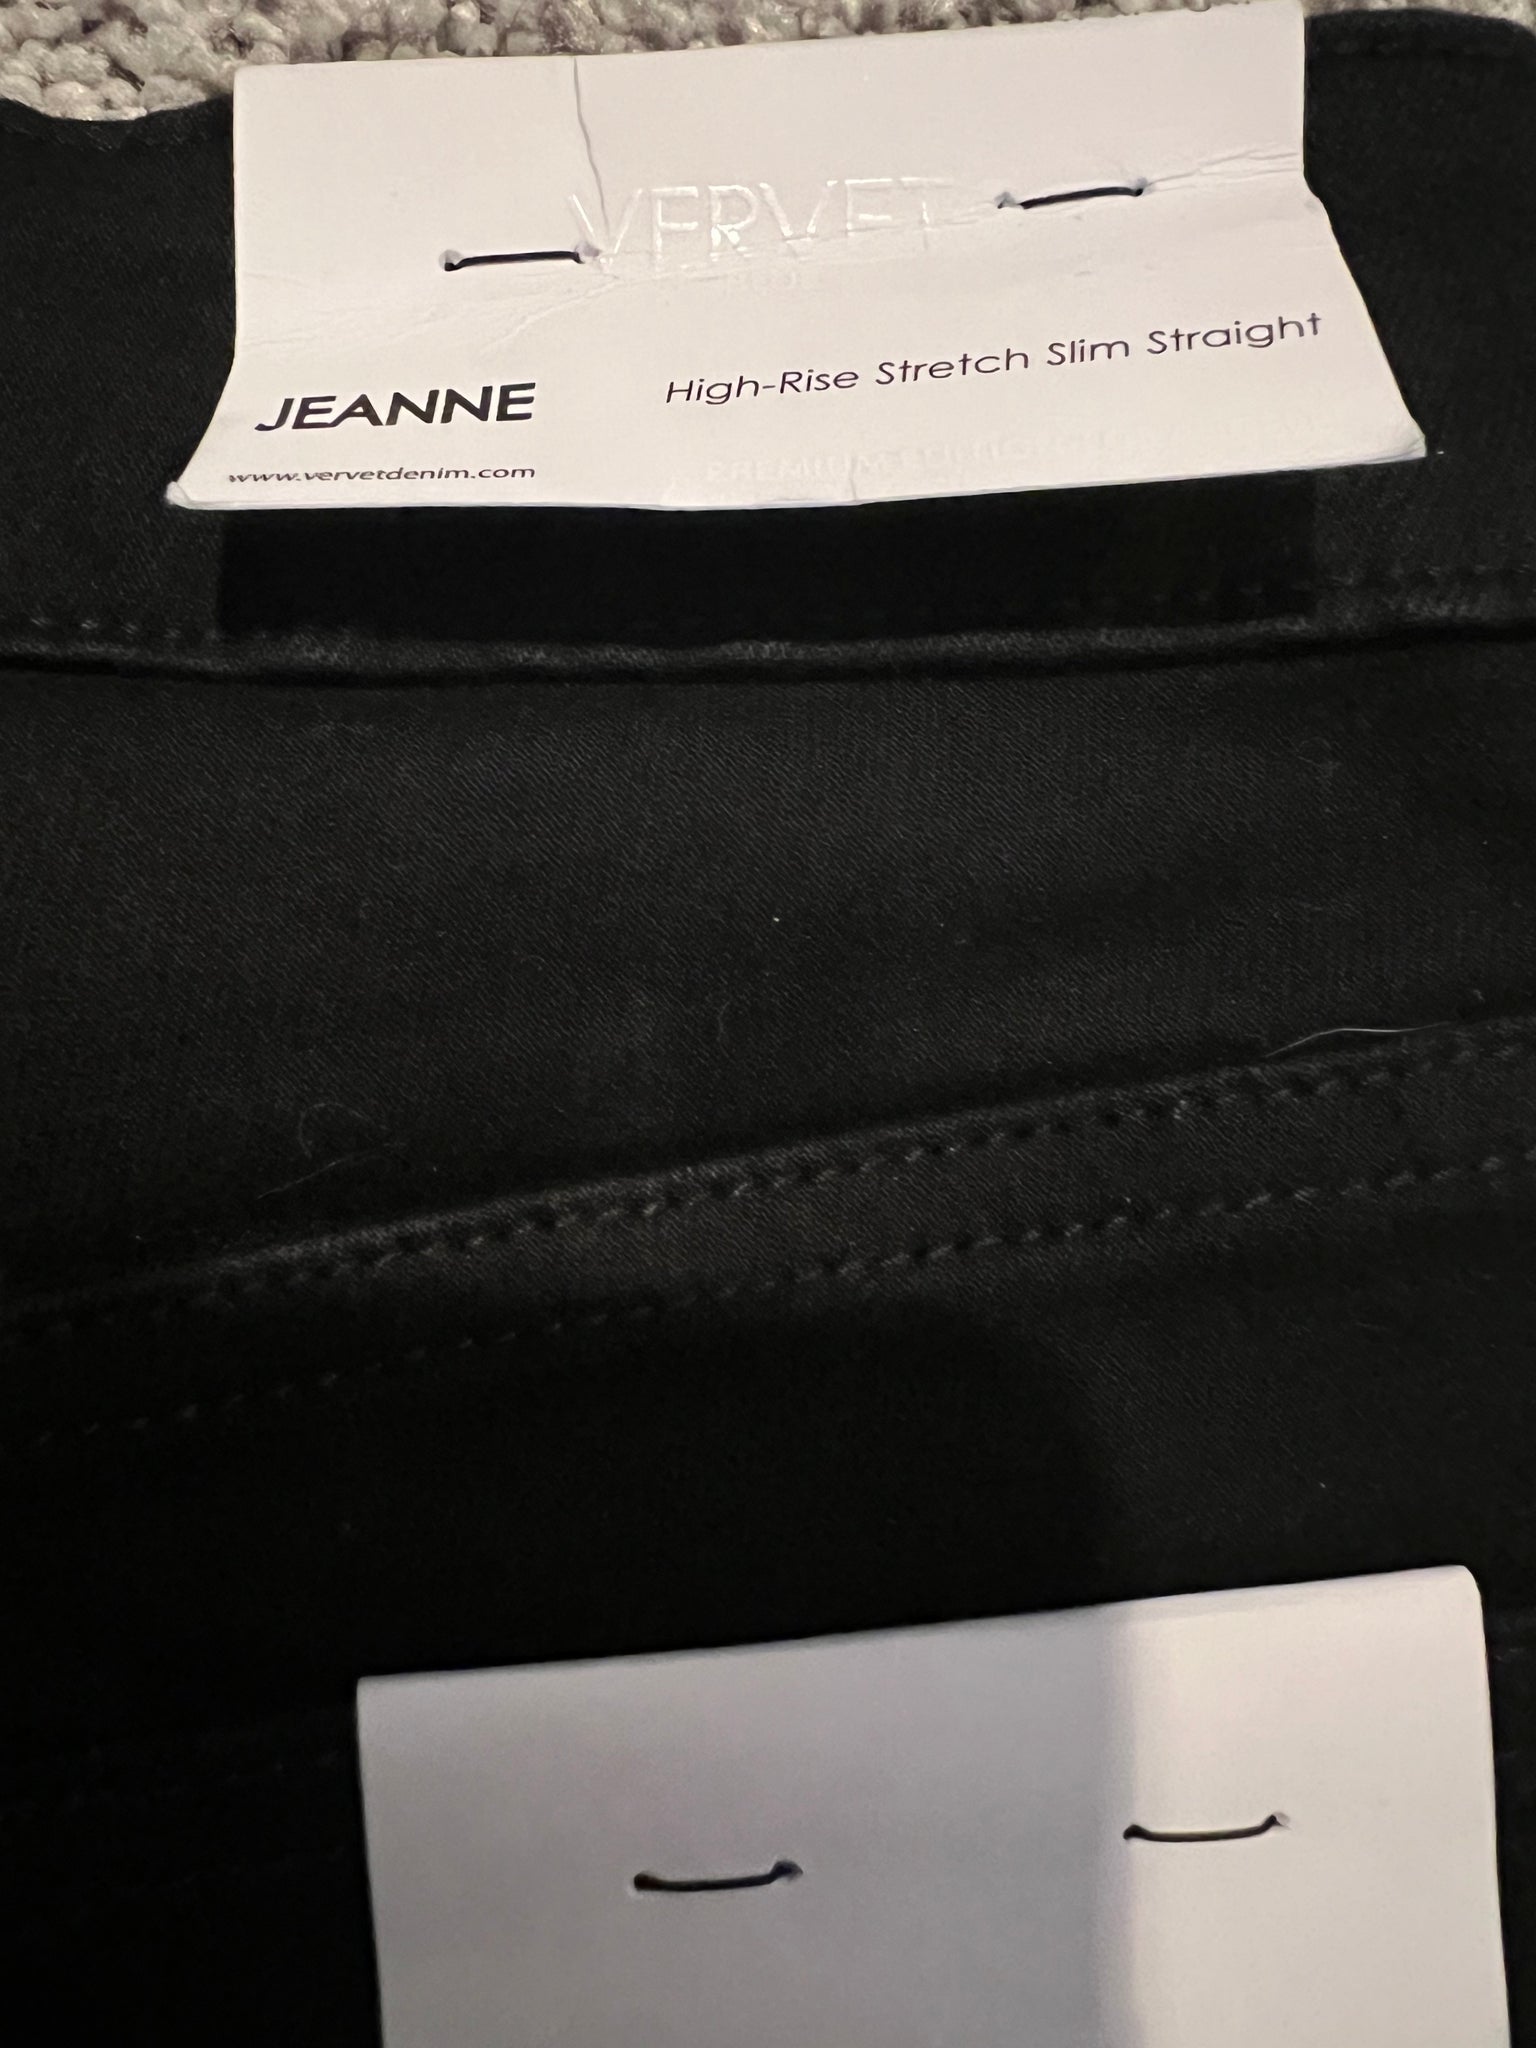 VERVET
JEANNE
High-Rise Stretch Slim Straight
www.vervetdenim.com